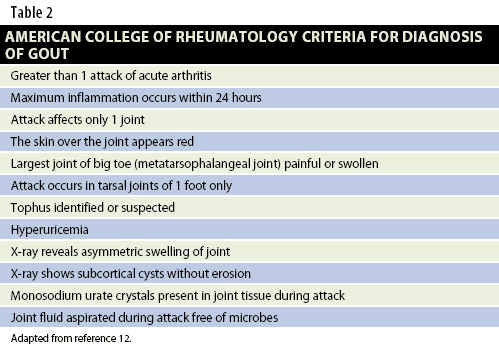 Table 2
AMERICAN COLLEGE OF RHEUMATOLOGY CRITERIA FOR DIAGNOSIS
OF GOUT
Greater than 1 attack of acute arthritis
Maximum inflammation occurs within 24 hours
Attack affects only 1 joint
The skin over the joint appears red
Largest joint of big toe (metatarsophalangeal joint) painful or swollen
Attack occurs in tarsal joints of 1 foot only
Tophus identified or suspected
Hyperuricemia
X-ray reveals asymmetric swelling of joint
X-ray shows subcortical cysts without erosion
Monosodium urate crystals present in joint tissue during attack
Joint fluid aspirated during attack free of microbes
Adapted from reference 12.